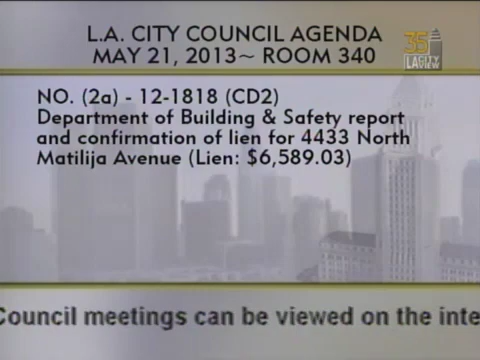 L.A. CITY COUNCIL AGENDA
MAY 21, 2013~ ROOM 340
35
LA CITY
VIEW
NO. (2a) - 12-1818 (CD2)
Department of Building & Safety report
and confirmation of lien for 4433 North
Matilija Avenue (Lien: $6,589.03)
Council meetings can be viewed on the inte